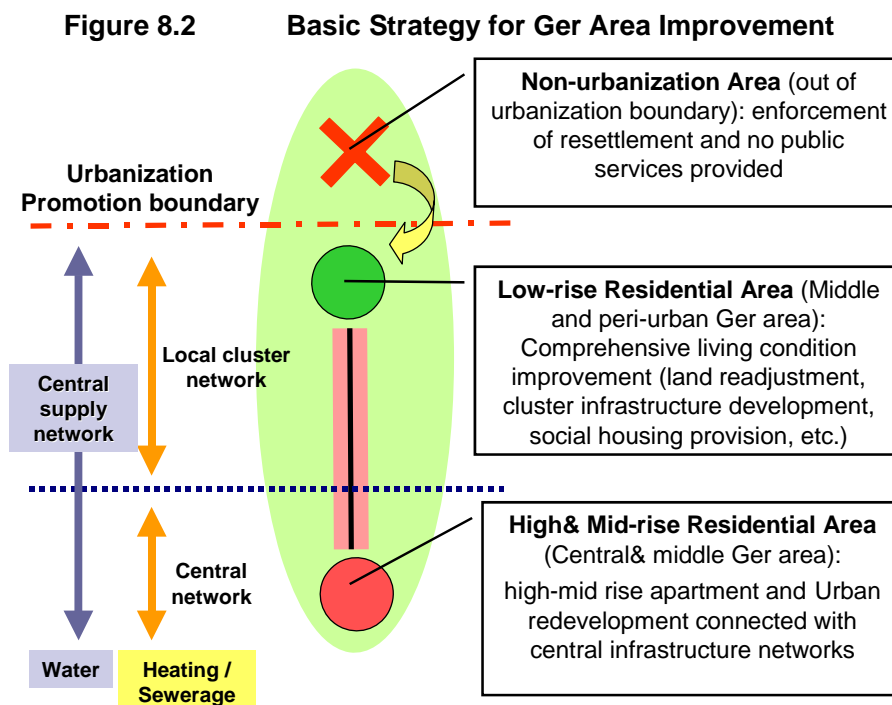 Figure 8.2 Basic Strategy for Ger Area Improvement
Non-urbanization Area (out of
urbanization boundary): enforcement
of resettlement and no public
services provided
Urbanization
Promotion boundary
Low-rise Residential Area (Middle
and peri-urban Ger area):
Comprehensive living condition
improvement (land readjustment,
cluster infrastructure development,
social housing provision, etc.)
Local cluster
network
Central
supply
network
High& Mid-rise Residential Area
(Central& middle Ger area):
high-mid rise apartment and Urban
redevelopment connected with
central infrastructure networks
Central
network
Water
Heating /
Sewerage